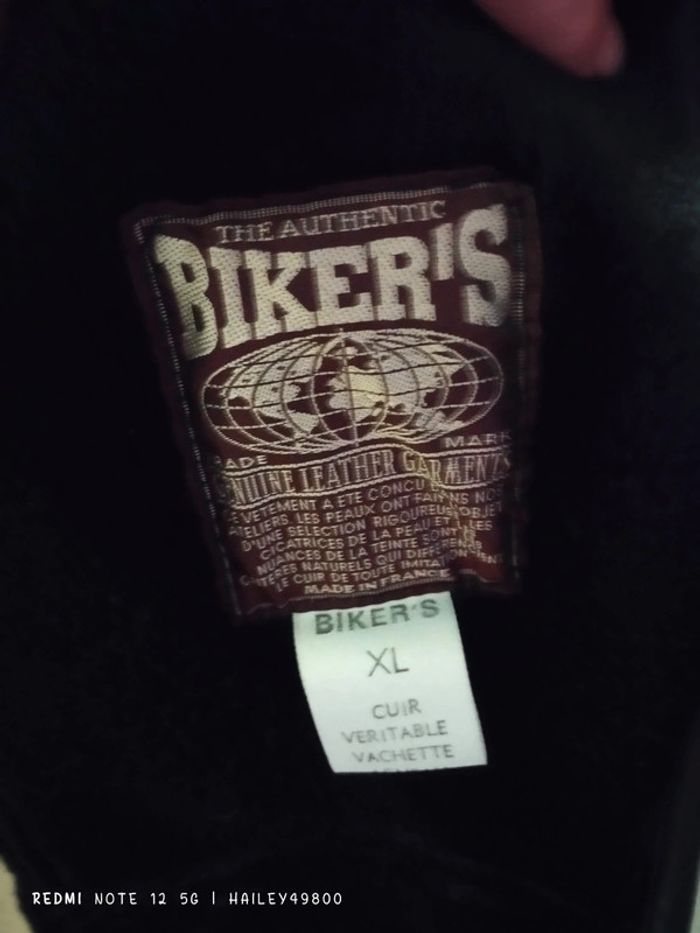 THE AUTHENTIC
BIKER'S
MARK
GENUINE LEATHER GARMENTS
VETEMENT A ETE CONCU
ATELIERS. LES PEAUX ONT FAIT
D'UNE SELECTION RIGOUREUSE
CICATRICES DE LA PEAU ET LES
NUANCES DE LA TEINTE SONT
NATURELS QUI
LE CUIR DE TOUTE IMITATION
MADE IN FRANCE
BIKER'S
XL
CUIR
VERITABLE
VACHETTE
REDMI NOTE 12 5G | HAILEY49800